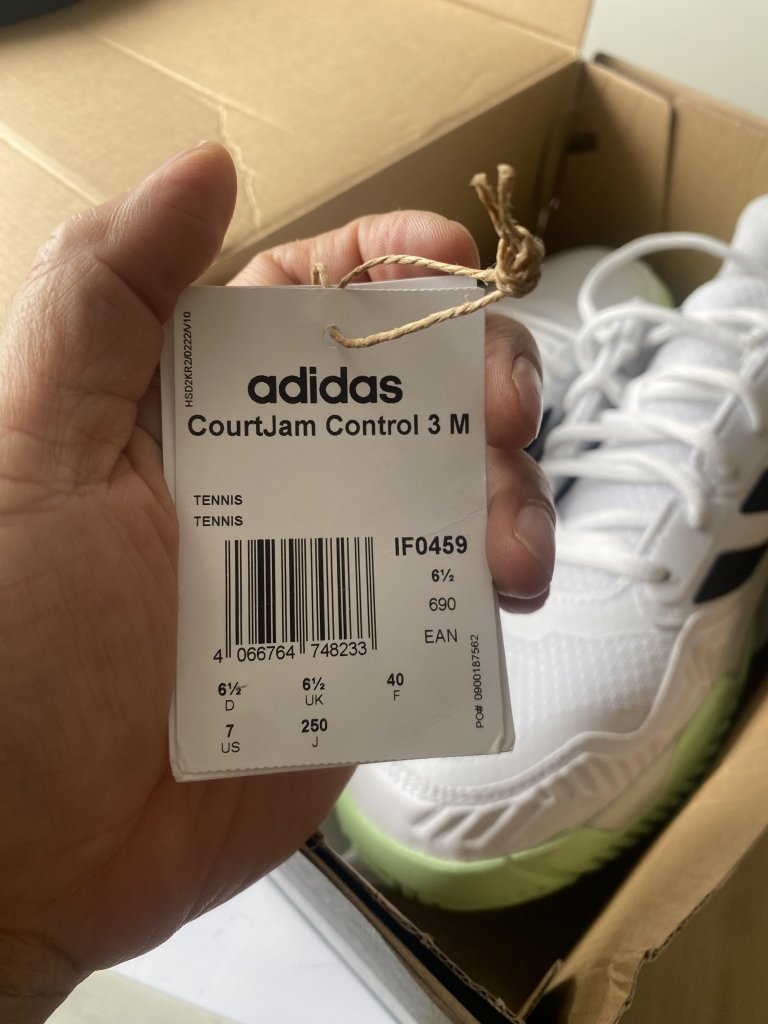 HSD2KR2/0222/V10
adidas
CourtJam Control 3 M
TENNIS
TENNIS
IF0459
6½
690
EAN
4 066764 748233
PO# 0900187562
6½ 6½ 40
D UK F
7 250
US J